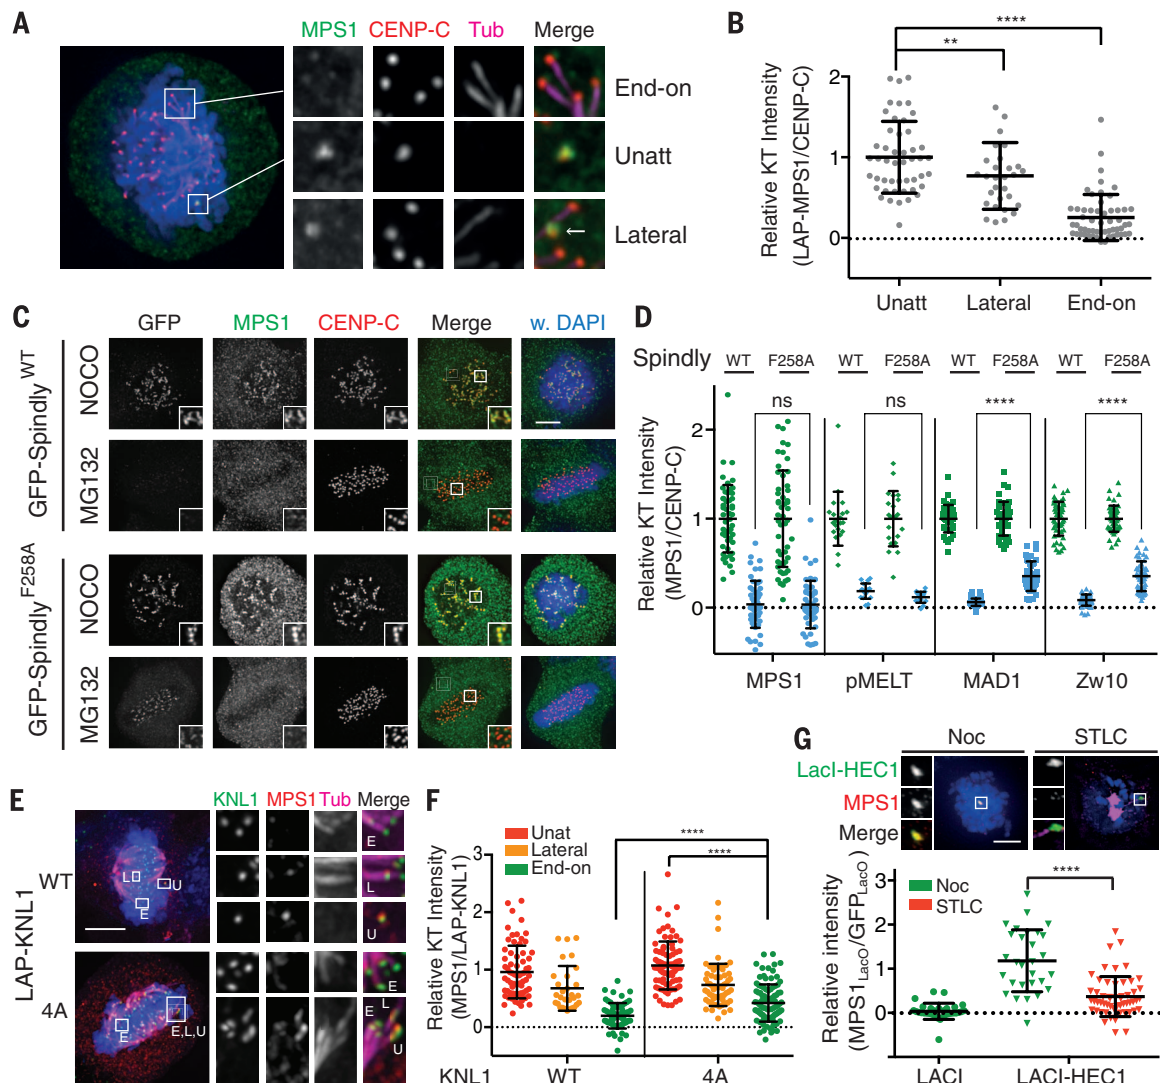 A
MPS1 CENP-C Tub Merge
End-on
Unatt
Lateral
B
****
**
Relative KT Intensity
(LAP-MPS1/CENP-C)
2
1
0
Unatt Lateral End-on
C
GFP MPS1 CENP-C Merge w. DAPI
GFP-Spindly WT
NOCO
MG132
GFP-Spindly F258A
NOCO
MG132
D
Spindly WT F258A WT F258A WT F258A WT F258A
ns ns **** ****
Relative KT Intensity
(MPS1/CENP-C)
2
1
0
MPS1 pMELT MAD1 Zw10
E
KNL1 MPS1 Tub Merge
LAP-KNL1
WT
L
U
E
E
L
U
4A
E
E,L,U
E
E
L
U
F
Unat
Lateral
End-on
****
****
Relative KT Intensity
(MPS1/LAP-KNL1)
3
2
1
0
KNL1 WT 4A
G
Noc STLC
LacI-HEC1
MPS1
Merge
Noc
STLC
****
Relative intensity
(MPS1LacO/GFPLacO)
3
2
1
0
LACI LACI-HEC1